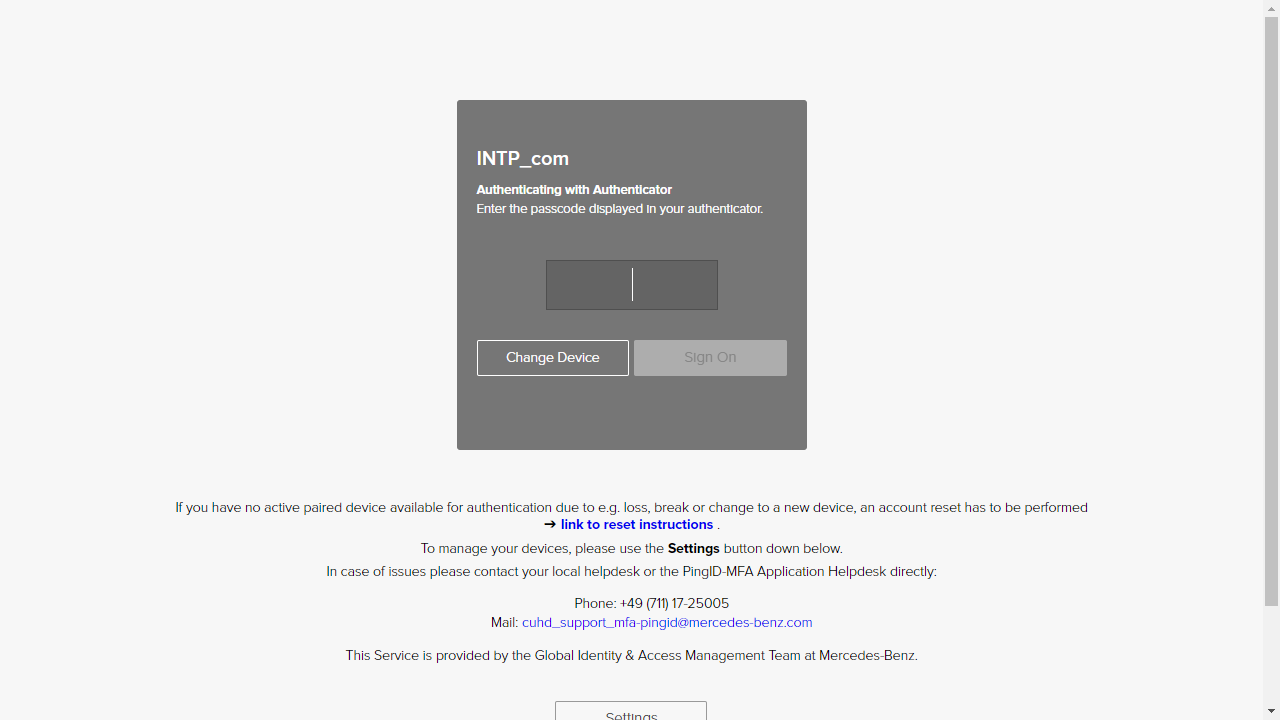 INTP_com
Authenticating with Authenticator
Enter the passcode displayed in your authenticator.
Change Device
Sign On
If you have no active paired device available for authentication due to e.g. loss, break or change to a new device, an account reset has to be performed
➔ link to reset instructions .
To manage your devices, please use the Settings button down below.
In case of issues please contact your local helpdesk or the PingID-MFA Application Helpdesk directly:
Phone: +49 (711) 17-25005
Mail: cuhd_support_mfa-pingid@mercedes-benz.com
This Service is provided by the Global Identity & Access Management Team at Mercedes-Benz.
Settings